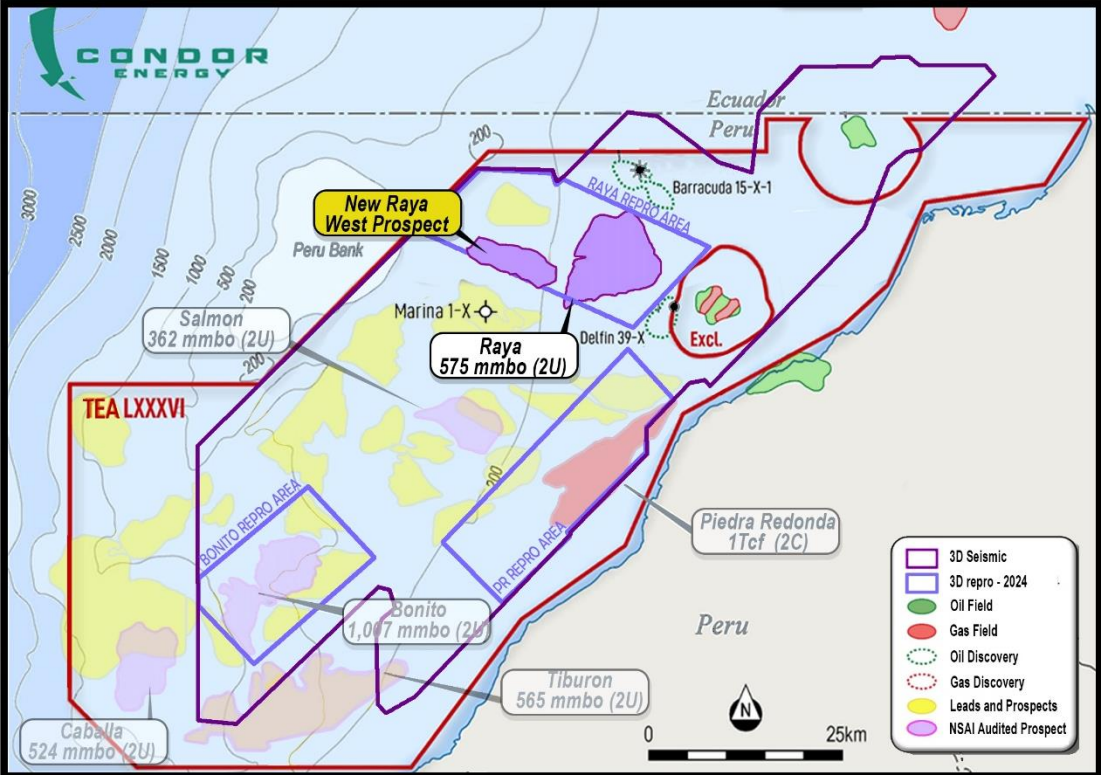 CONDOR
ENERGY
Ecuador
Peru
200
3000
2500
2000
1500
1000
500
200
Peru Bank
New Raya
West Prospect
RAYA REPRO AREA
Barracuda 15-X-1
Marina 1-X
Delfin 39-X
Excl.
Raya
575 mmbo (2U)
Salmon
362 mmbo (2U)
200
TEA LXXXVI
200
BONITO REPRO AREA
PR REPRO AREA
Piedra Redonda
1Tcf (2C)
Bonito
1,007 mmbo (2U)
Tiburon
565 mmbo (2U)
Caballa
524 mmbo (2U)
Peru
N
0
25km
3D Seismic
3D repro - 2024
Oil Field
Gas Field
Oil Discovery
Gas Discovery
Leads and Prospects
NSAI Audited Prospect